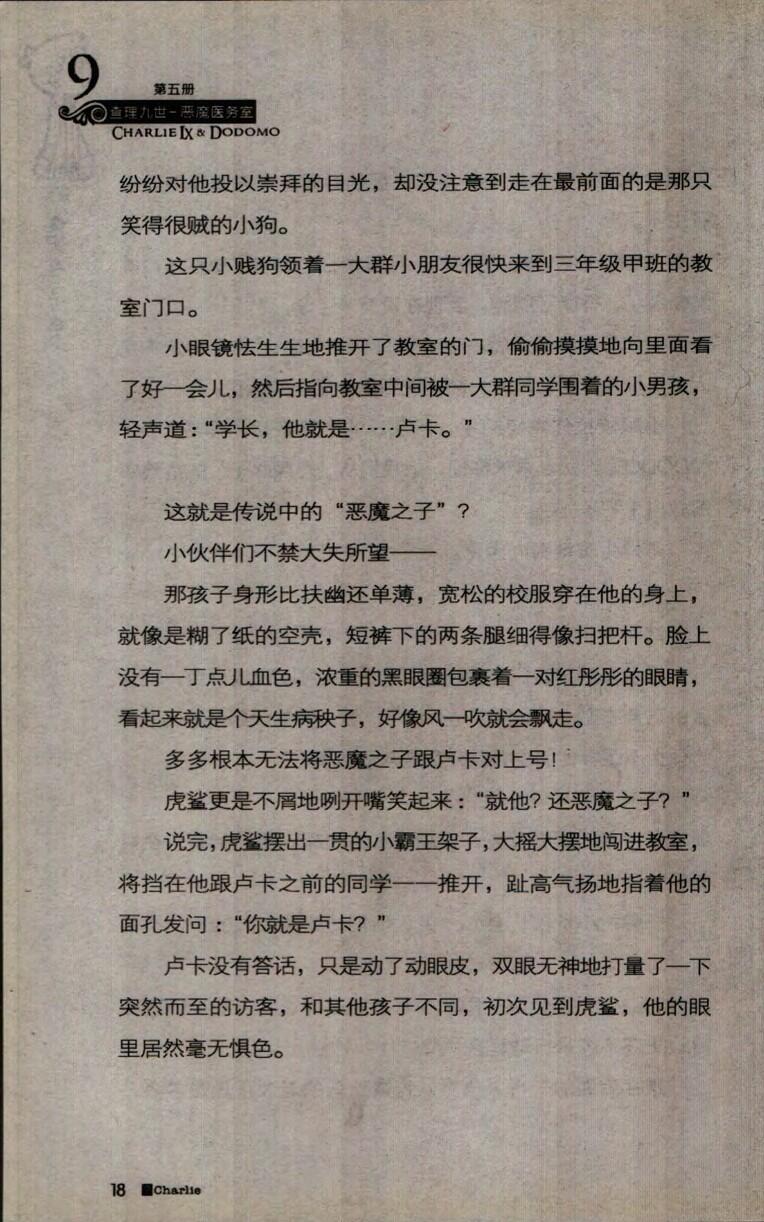 9
第五册
查理九世-恶魔医务室
CHARLIE IX & DODOMO
纷纷对他投以崇拜的目光，却没注意到走在最前面的是那只
笑得很贼的小狗。
这只小贱狗领着一大群小朋友很快来到三年级甲班的教
室门口。
小眼镜怯生生地推开了教室的门，偷偷摸摸地向里面看
了好一会儿，然后指向教室中间被一大群同学围着的小男孩，
轻声道：“学长，他就是……卢卡。”
这就是传说中的“恶魔之子”？
小伙伴们不禁大失所望——
那孩子身形比扶幽还单薄，宽松的校服穿在他的身上，
就像是糊了纸的空壳，短裤下的两条腿细得像扫把杆。脸上
没有一丁点儿血色，浓重的黑眼圈包裹着一对红彤彤的眼睛，
看起来就是个天生病秧子，好像风一吹就会飘走。
多多根本无法将恶魔之子跟卢卡对上号！
虎鲨更是不屑地咧开嘴笑起来：“就他？还恶魔之子？”
说完，虎鲨摆出一贯的小霸王架子，大摇大摆地闯进教室，
将挡在他跟卢卡之前的同学一一推开，趾高气扬地指着他的
面孔发问：“你就是卢卡？”
卢卡没有答话，只是动了动眼皮，双眼无神地打量了一下
突然而至的访客，和其他孩子不同，初次见到虎鲨，他的眼
里居然毫无惧色。
18 Charlie